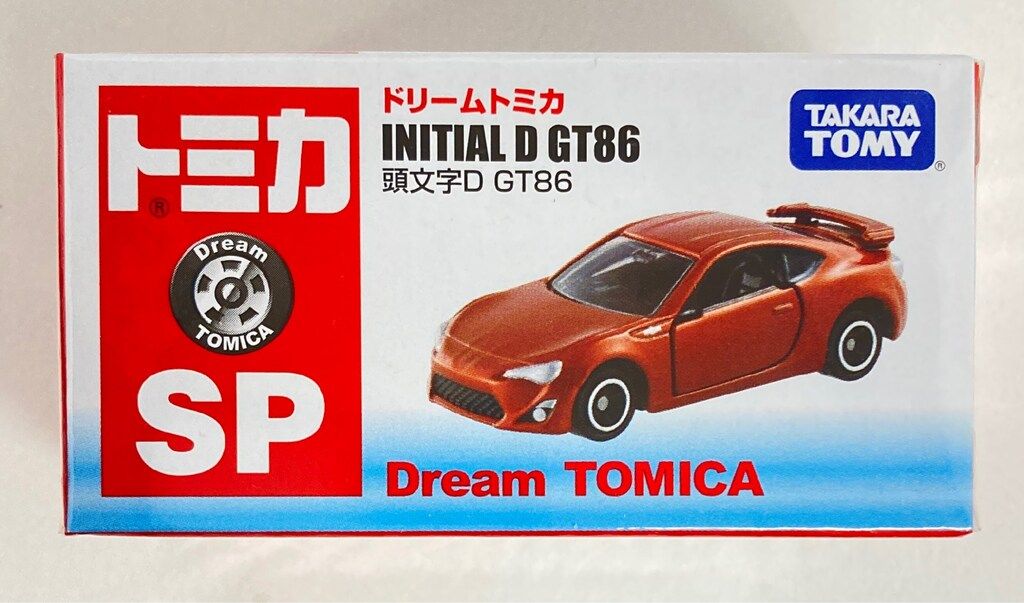 トミカ
®
Dream
TOMICA
SP
ドリームトミカ
INITIAL D GT86
頭文字D GT86
TAKARA
TOMY
®
Dream TOMICA